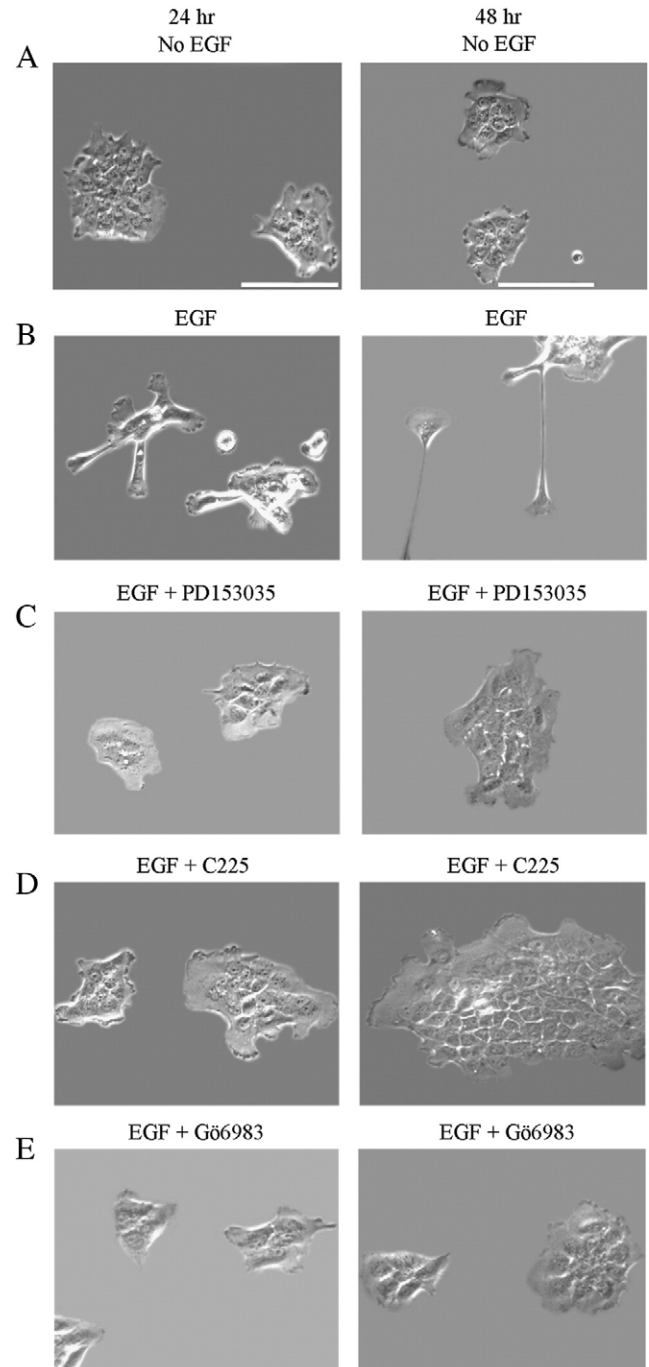 24 hr
48 hr
No EGF
No EGF
A
EGF
EGF
B
EGF + PD153035
EGF + PD153035
C
EGF + C225
EGF + C225
D
EGF + Gö6983
EGF + Gö6983
E